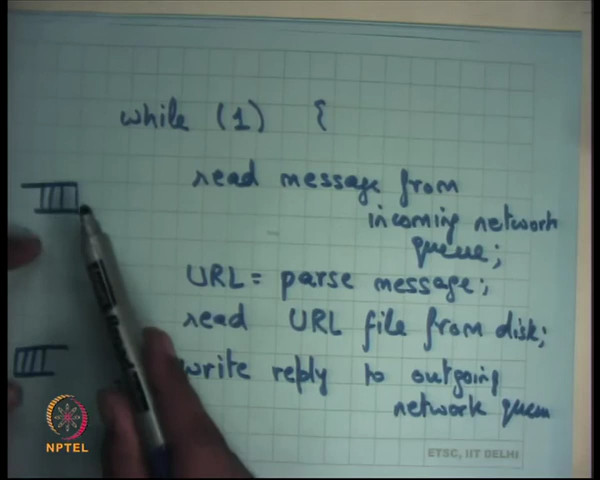 while (1) {
read message from
incoming network
queue;
URL = parse message;
read URL file from disk;
write reply to outgoing
network queue
NPTEL
ETSC, IIT DELHI